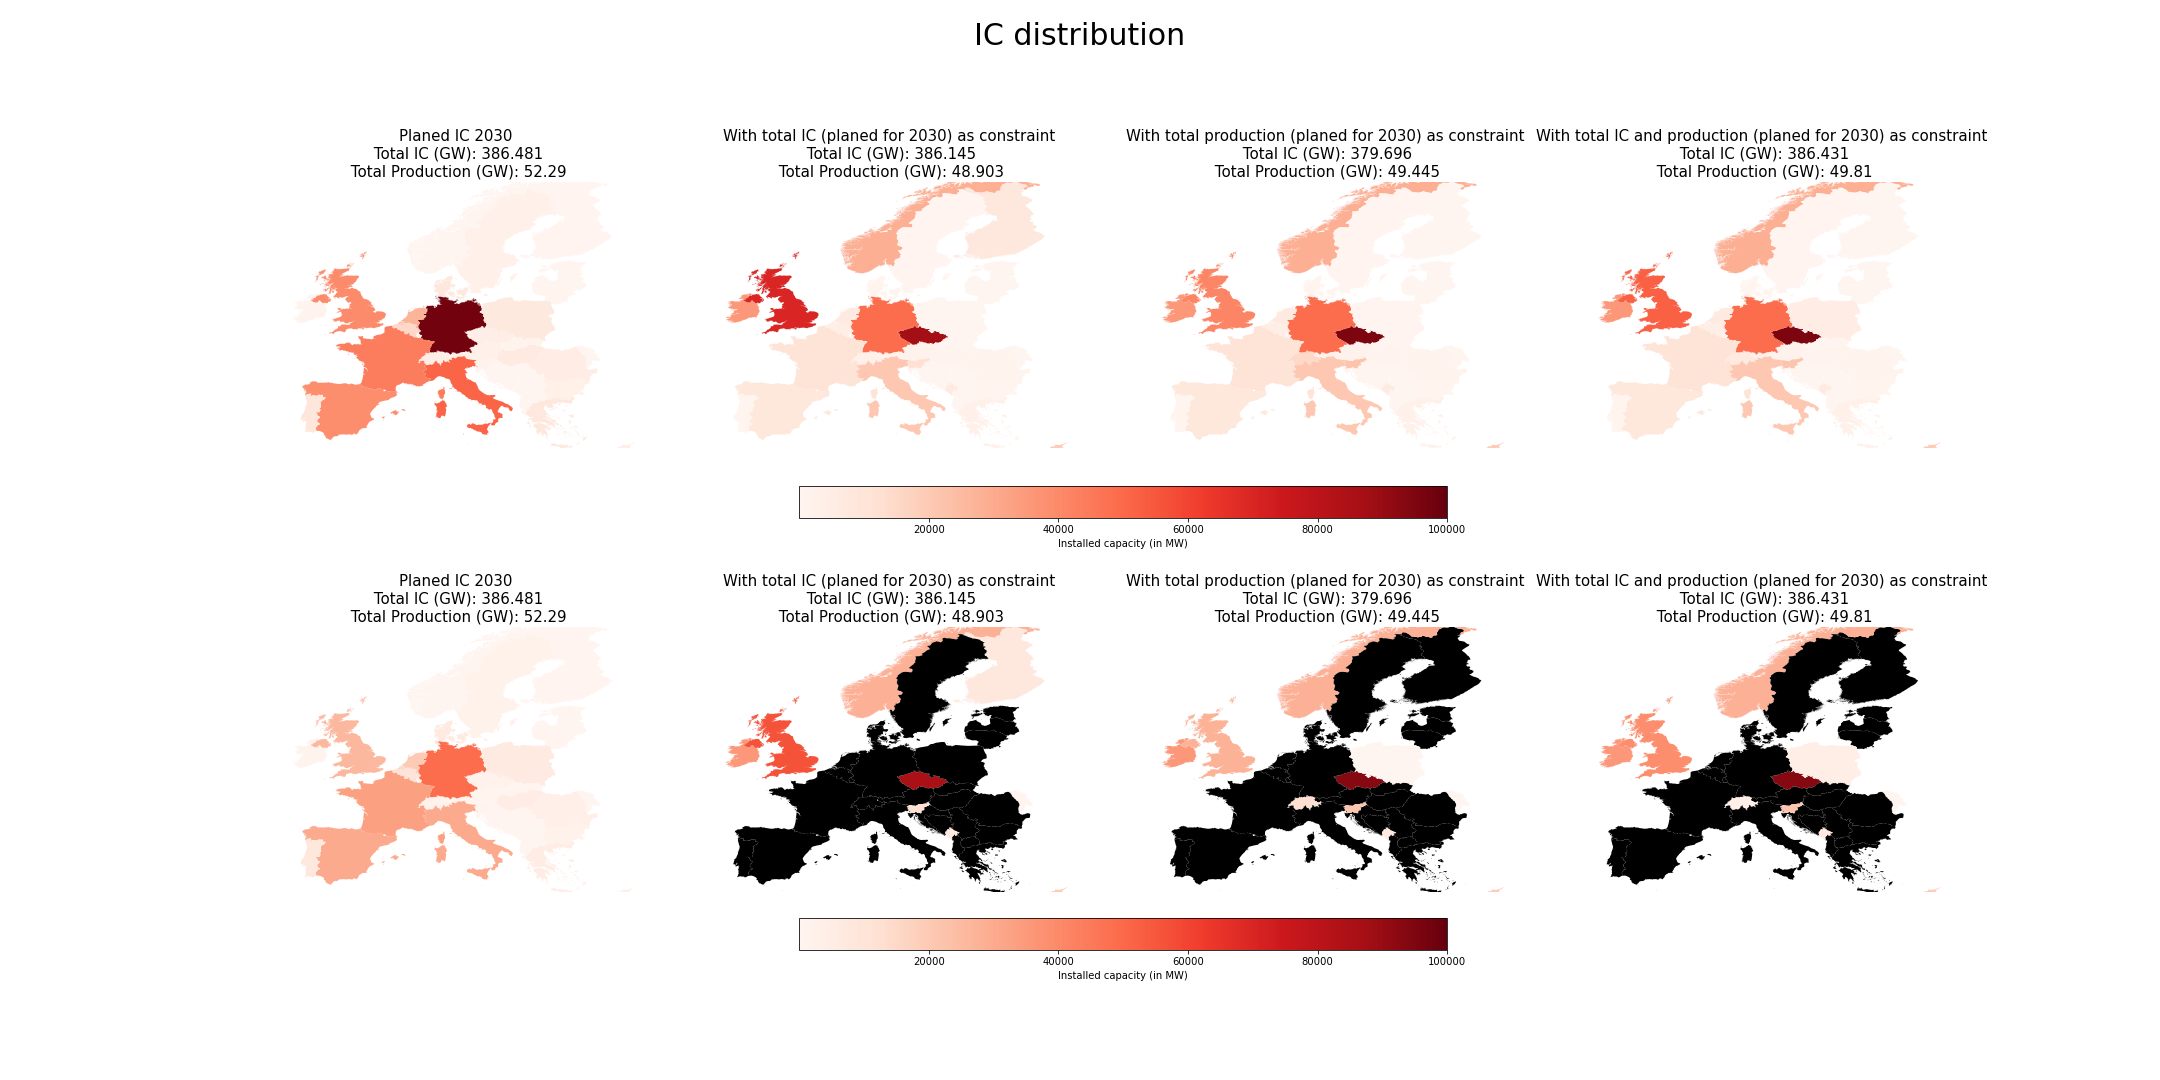 IC distribution
Planed IC 2030
Total IC (GW): 386.481
Total Production (GW): 52.29
With total IC (planed for 2030) as constraint
Total IC (GW): 386.145
Total Production (GW): 48.903
With total production (planed for 2030) as constraint
Total IC (GW): 379.696
Total Production (GW): 49.445
With total IC and production (planed for 2030) as constraint
Total IC (GW): 386.431
Total Production (GW): 49.81
20000 40000 60000 80000 100000
Installed capacity (in MW)
Planed IC 2030
Total IC (GW): 386.481
Total Production (GW): 52.29
With total IC (planed for 2030) as constraint
Total IC (GW): 386.145
Total Production (GW): 48.903
With total production (planed for 2030) as constraint
Total IC (GW): 379.696
Total Production (GW): 49.445
With total IC and production (planed for 2030) as constraint
Total IC (GW): 386.431
Total Production (GW): 49.81
20000 40000 60000 80000 100000
Installed capacity (in MW)